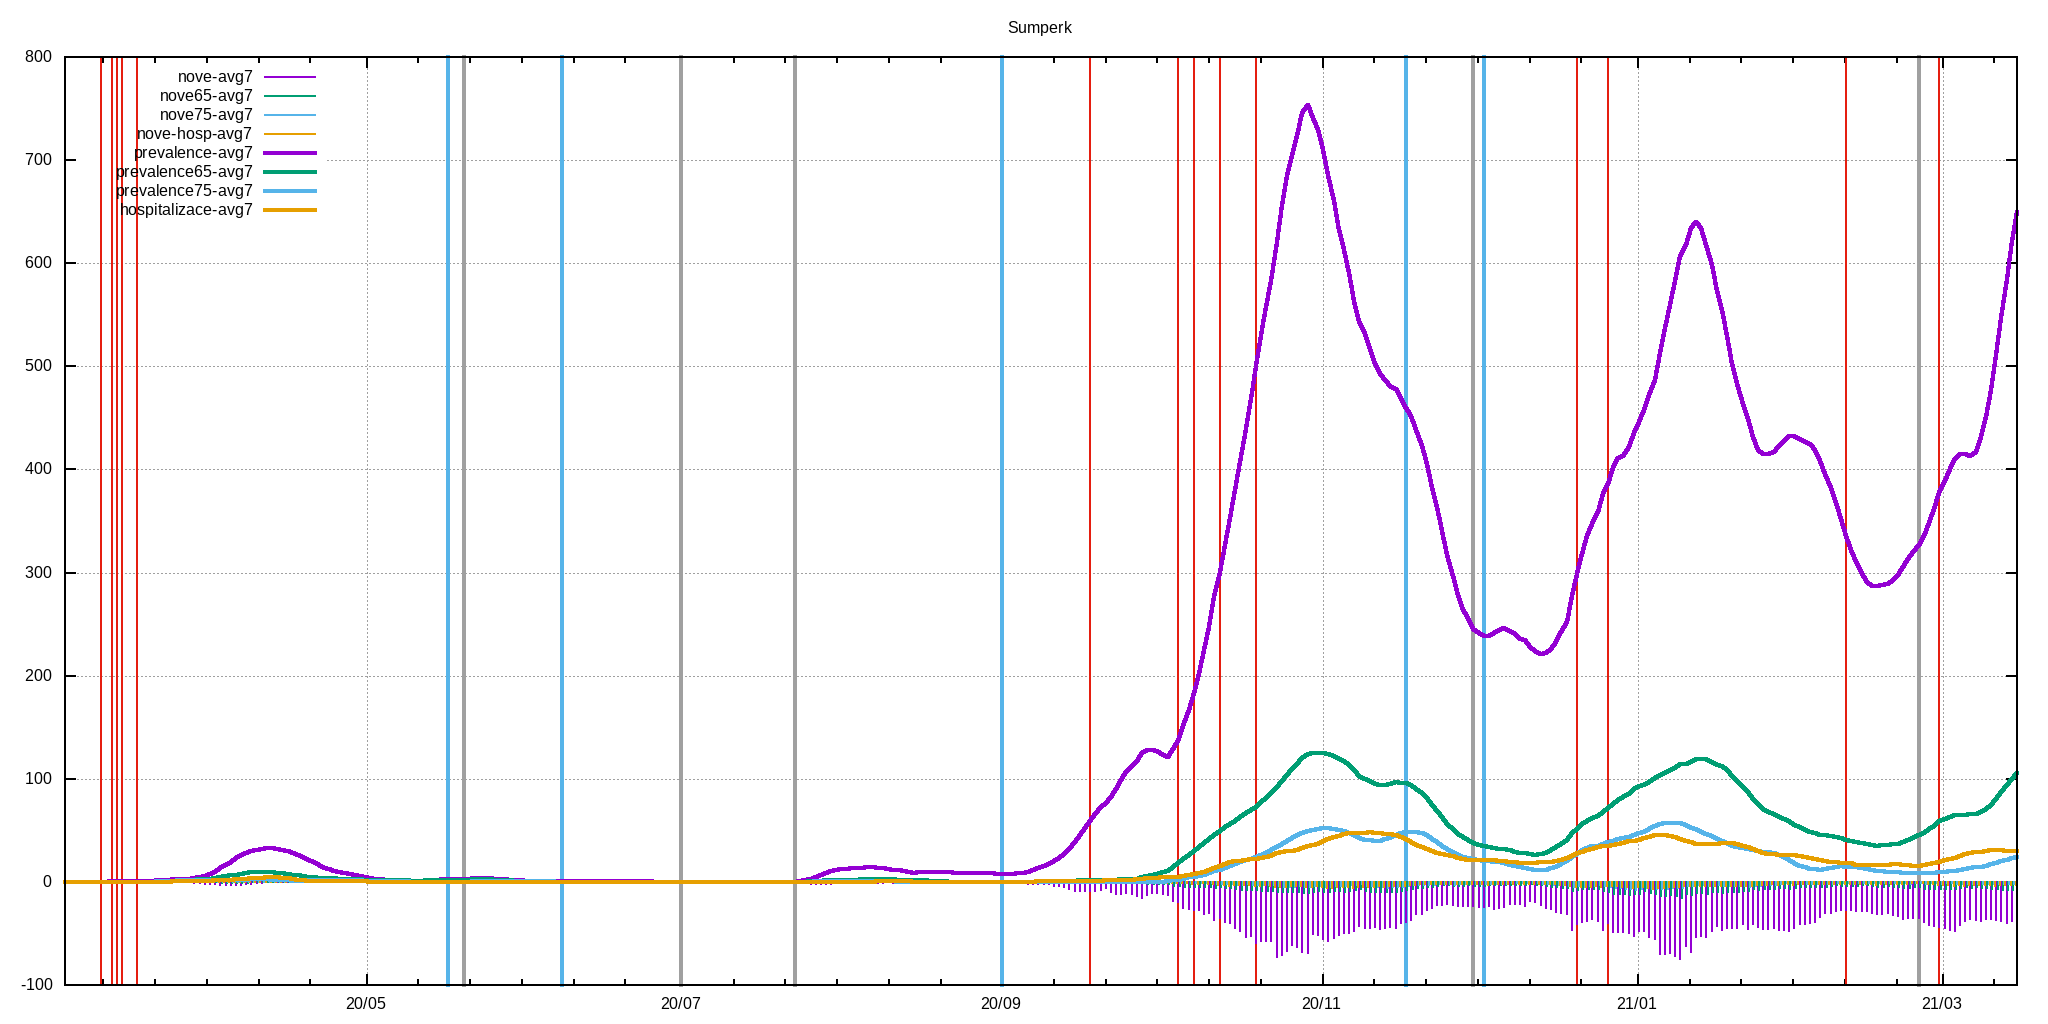 Sumperk
800
700
600
500
400
300
200
100
0
-100
nove-avg7
nove65-avg7
nove75-avg7
nove-hosp-avg7
prevalence-avg7
prevalence65-avg7
prevalence75-avg7
hospitalizace-avg7
20/05
20/07
20/09
20/11
21/01
21/03